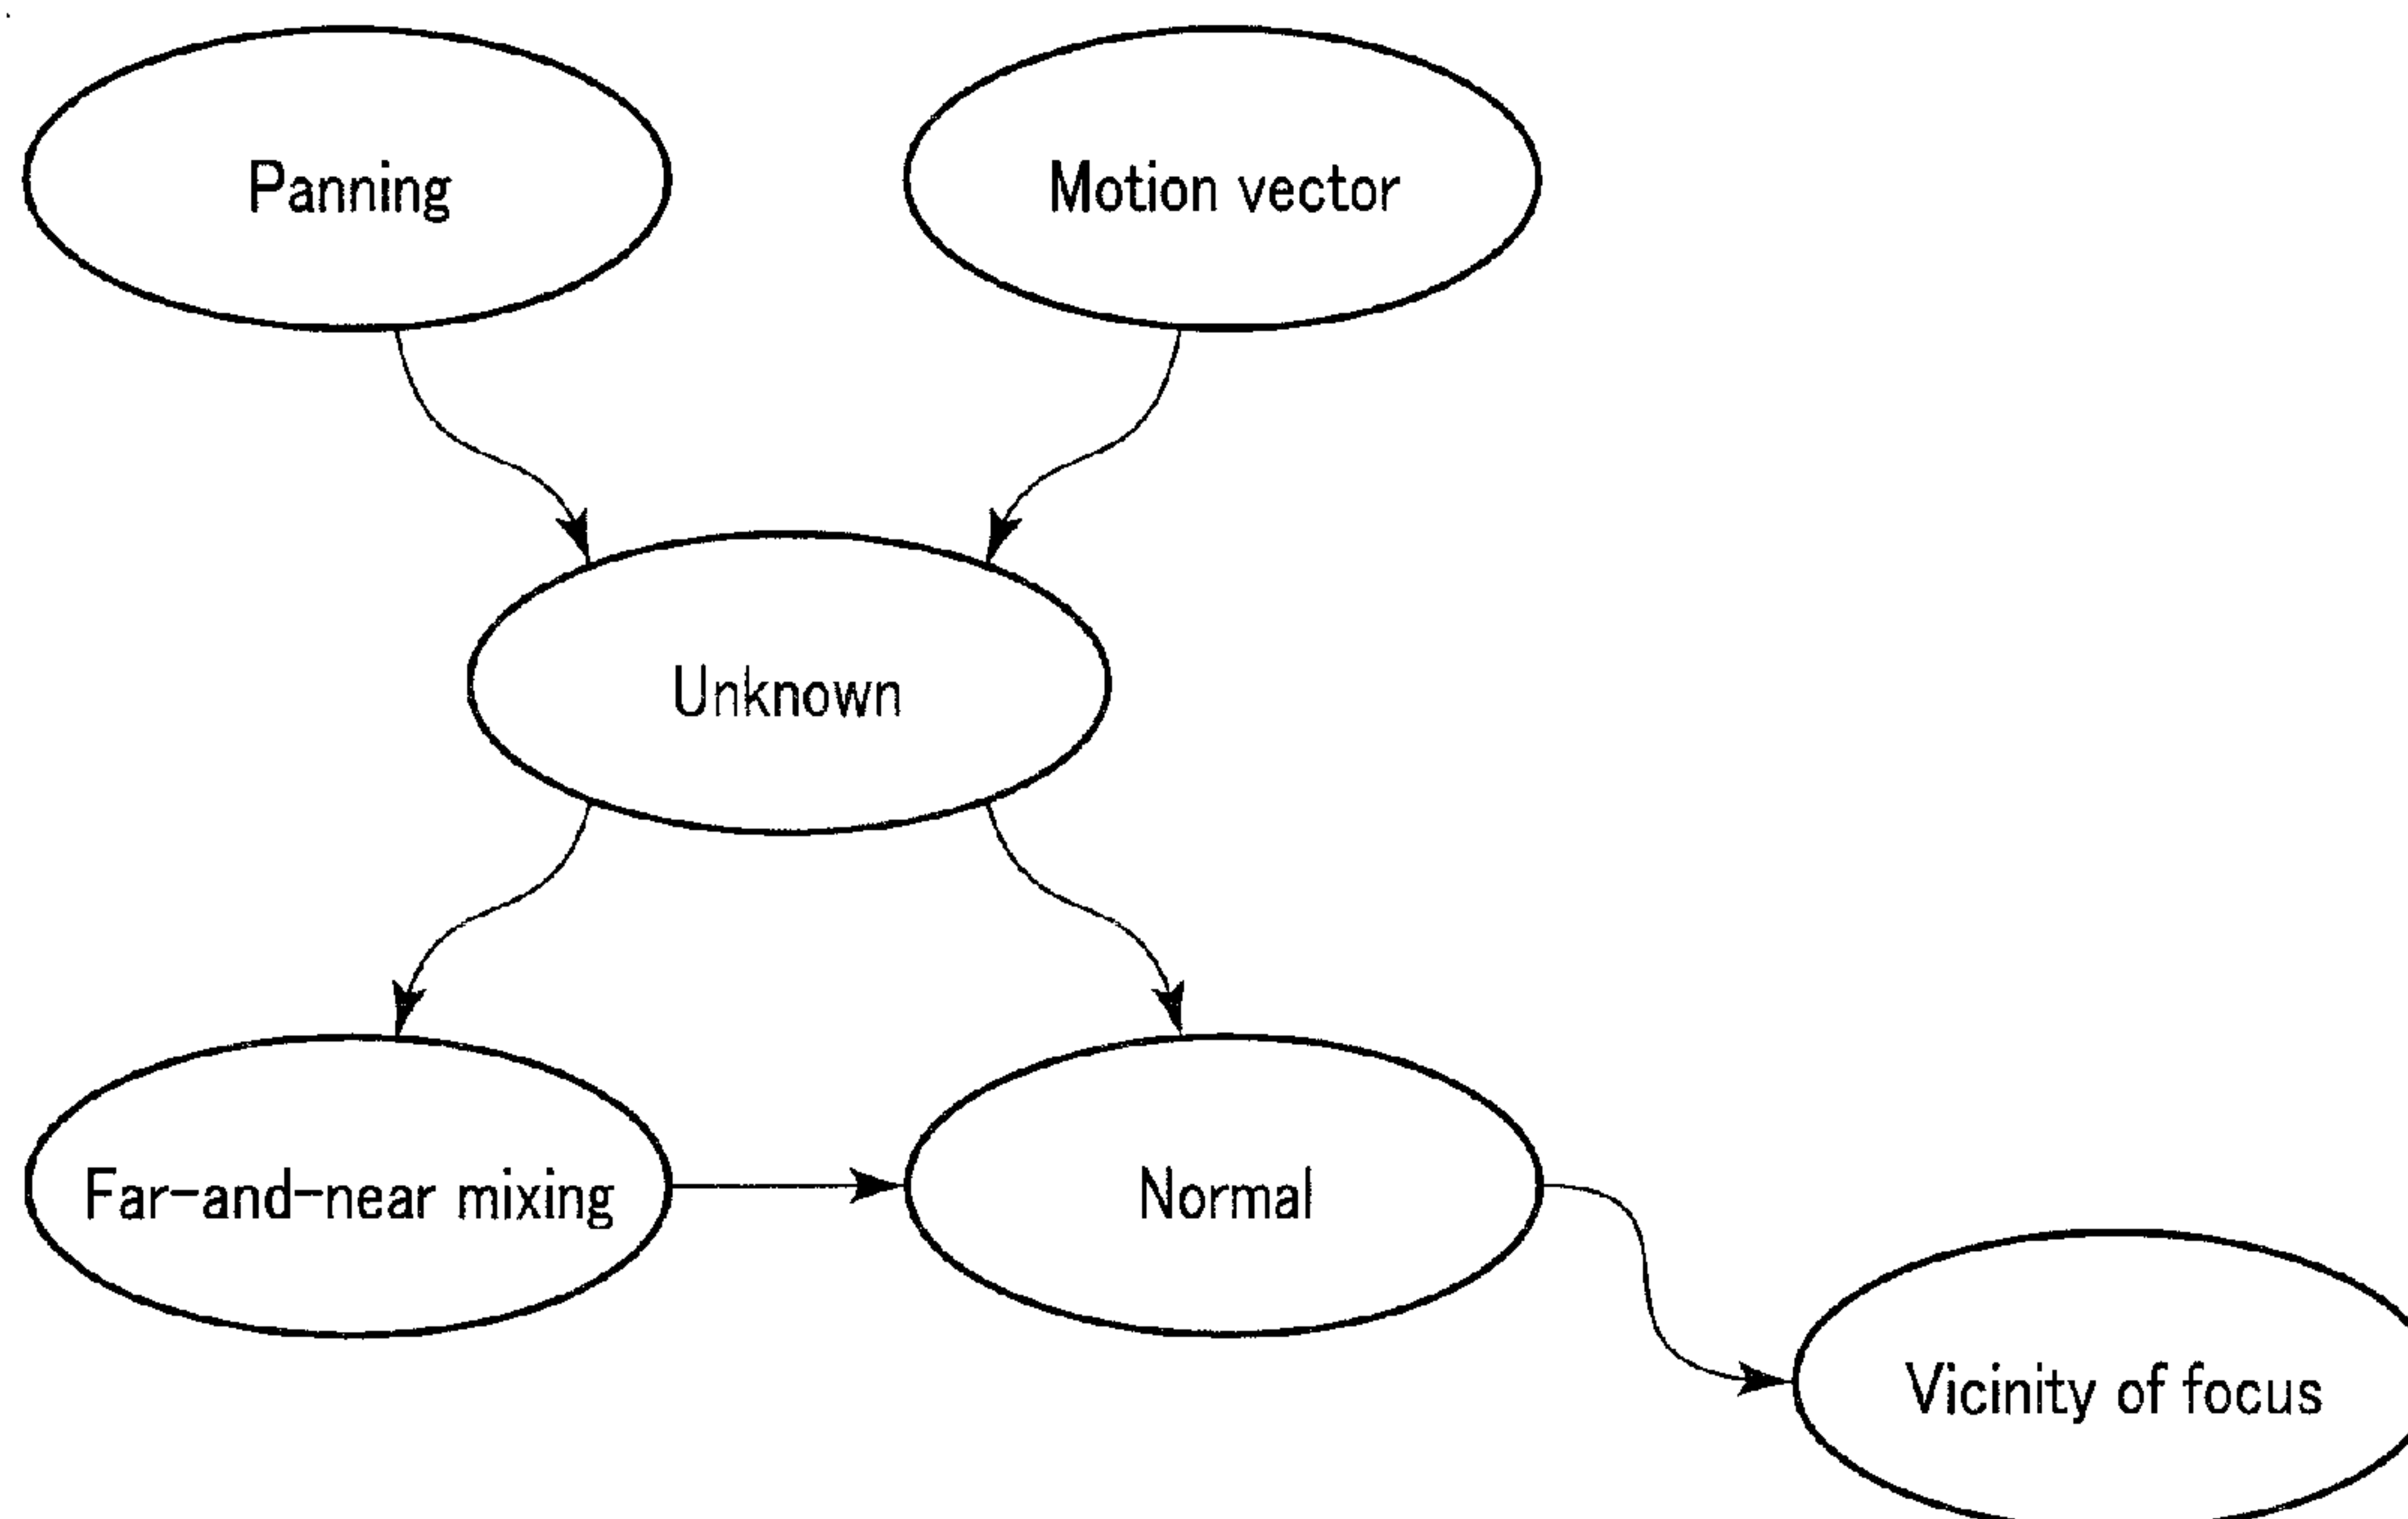 Panning
Motion vector
Unknown
Far-and-near mixing
Normal
Vicinity of focus